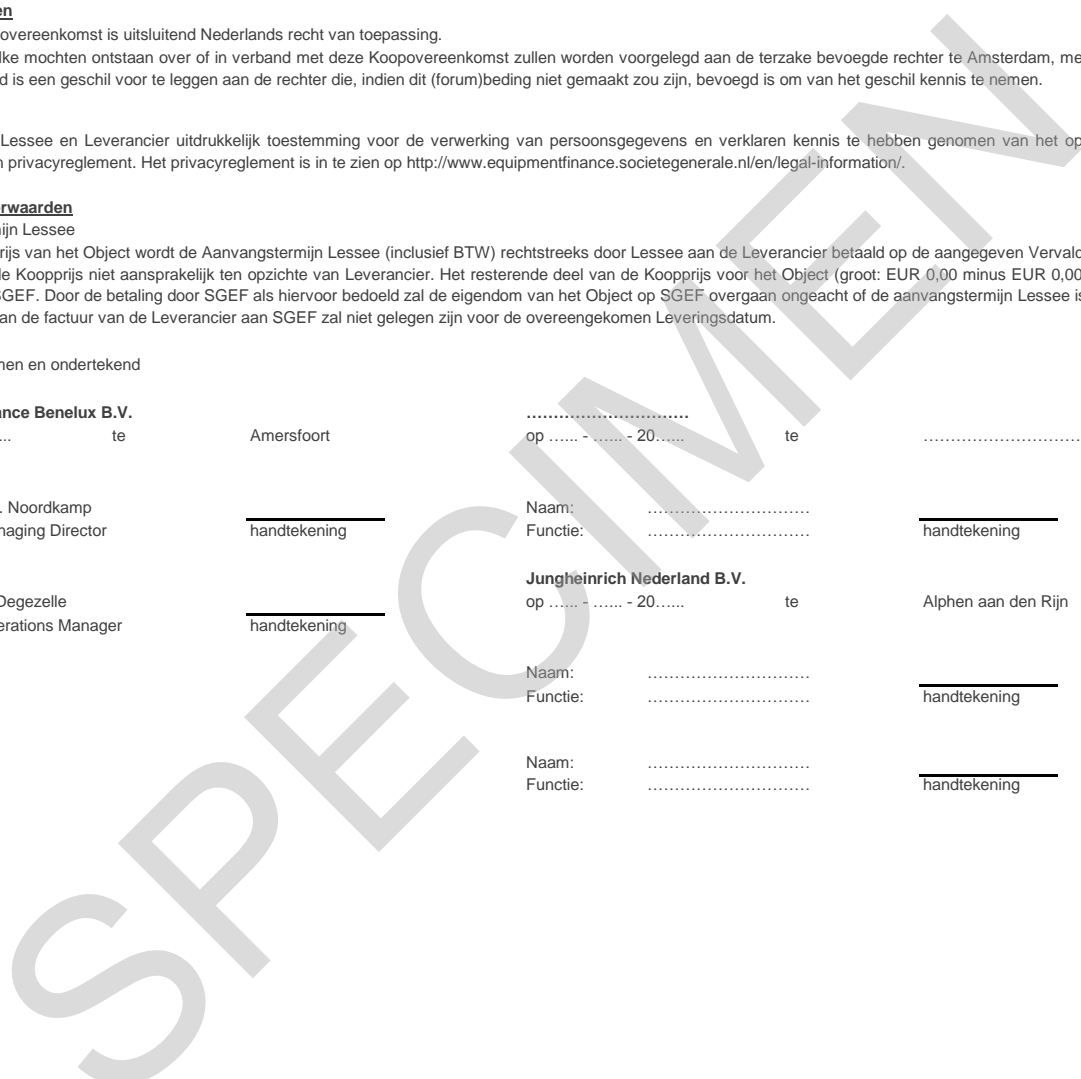 en
overeenkomst is uitsluitend Nederlands recht van toepassing.
lke mochten ontstaan over of in verband met deze Koopovereenkomst zullen worden voorgelegd aan de terzake bevoegde rechter te Amsterdam, me
d is een geschil voor te leggen aan de rechter die, indien dit (forum)beding niet gemaakt zou zijn, bevoegd is om van het geschil kennis te nemen.
Lessee en Leverancier uitdrukkelijk toestemming voor de verwerking van persoonsgegevens en verklaren kennis te hebben genomen van het op
n privacyreglement. Het privacyreglement is in te zien op http://www.equipmentfinance.societegenerale.nl/en/legal-information/.
rwaarden
nijn Lessee
rijs van het Object wordt de Aanvangstermijn Lessee (inclusief BTW) rechtstreeks door Lessee aan de Leverancier betaald op de aangegeven Vervald
de Koopprijs niet aansprakelijk ten opzichte van Leverancier. Het resterende deel van de Koopprijs voor het Object (groot: EUR 0,00 minus EUR 0,00
SGEF. Door de betaling door SGEF als hiervoor bedoeld zal de eigendom van het Object op SGEF overgaan ongeacht of de aanvangstermijn Lessee is
an de factuur van de Leverancier aan SGEF zal niet gelegen zijn voor de overeengekomen Leveringsdatum.
men en ondertekend
ance Benelux B.V. …………………………
... te Amersfoort op …... - …... - 20…... te …………………………
. Noordkamp Naam: …………………………
naging Director handtekening Functie: ………………………… handtekening
Jungheinrich Nederland B.V.
Degezelle op …... - …... - 20…... te Alphen aan den Rijn
erations Manager handtekening
Naam: …………………………
Functie: ………………………… handtekening
Naam: …………………………
Functie: ………………………… handtekening
SPECIMEN